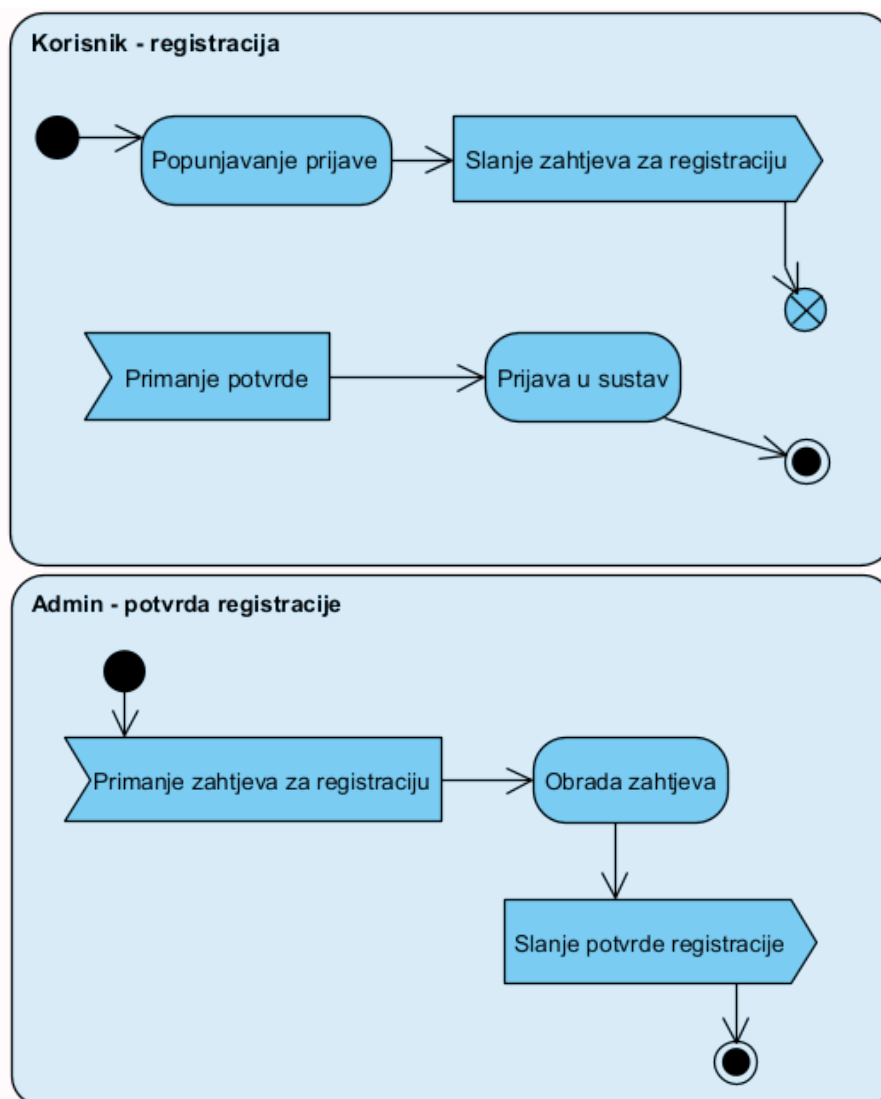 Korisnik - registracija
Popunjavanje prijave
Slanje zahtjeva za registraciju
Primanje potvrde
Prijava u sustav
Admin - potvrda registracije
Primanje zahtjeva za registraciju
Obrada zahtjeva
Slanje potvrde registracije